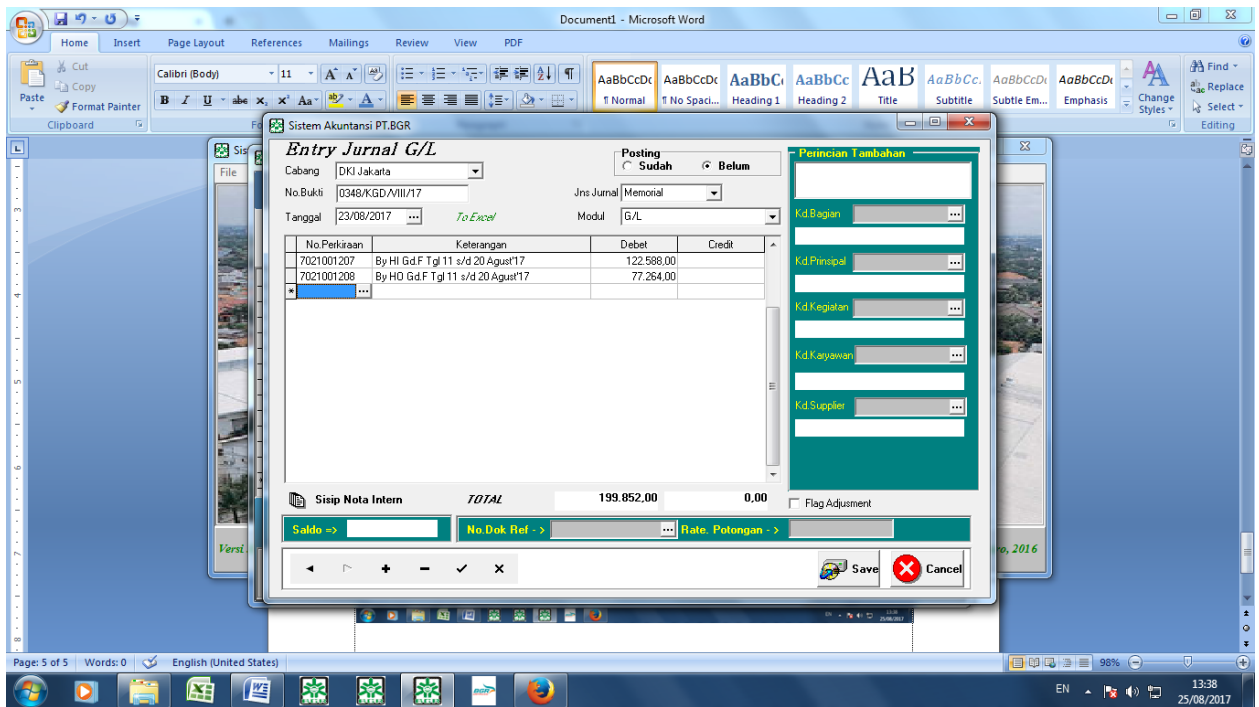 Document1 - Microsoft Word
Home Insert Page Layout References Mailings Review View PDF
Paste
Cut
Copy
Format Painter
Clipboard
Calibri (Body) 11
B I U abc x₂ x² Aa
AaBbCcDc AaBbCcDc AaBbC AaBbCc AaB AaBbCc. AaBbCcDc AaBbCcDc
¶ Normal ¶ No Spaci... Heading 1 Heading 2 Title Subtitle Subtle Em... Emphasis
Change Styles
Find
Replace
Select
Editing
File
Sistem Akuntansi PT.BGR
Entry Jurnal G/L
Cabang DKI Jakarta
Posting
Sudah Belum
No.Bukti 0348/KGD/VIII/17
Jns Jurnal Memorial
Tanggal 23/08/2017 ... To Excel
Modul G/L
No.Perkiraan Keterangan Debet Credit
7021001207 By HI Gd.F Tgl 11 s/d 20 Agust'17 122.588,00
7021001208 By HO Gd.F Tgl 11 s/d 20 Agust'17 77.264,00
Sisip Nota Intern TOTAL 199.852,00 0,00
Saldo => No.Dok Ref - > Rate. Potongan - >
Perincian Tambahan
Kd.Bagian
Kd.Prinsipal
Kd.Kegiatan
Kd.Karyawan
Kd.Supplier
Flag Adjusment
Save Cancel
Versi
ro, 2016
Page: 5 of 5 Words: 0 English (United States) 98%
EN 13:38
25/08/2017